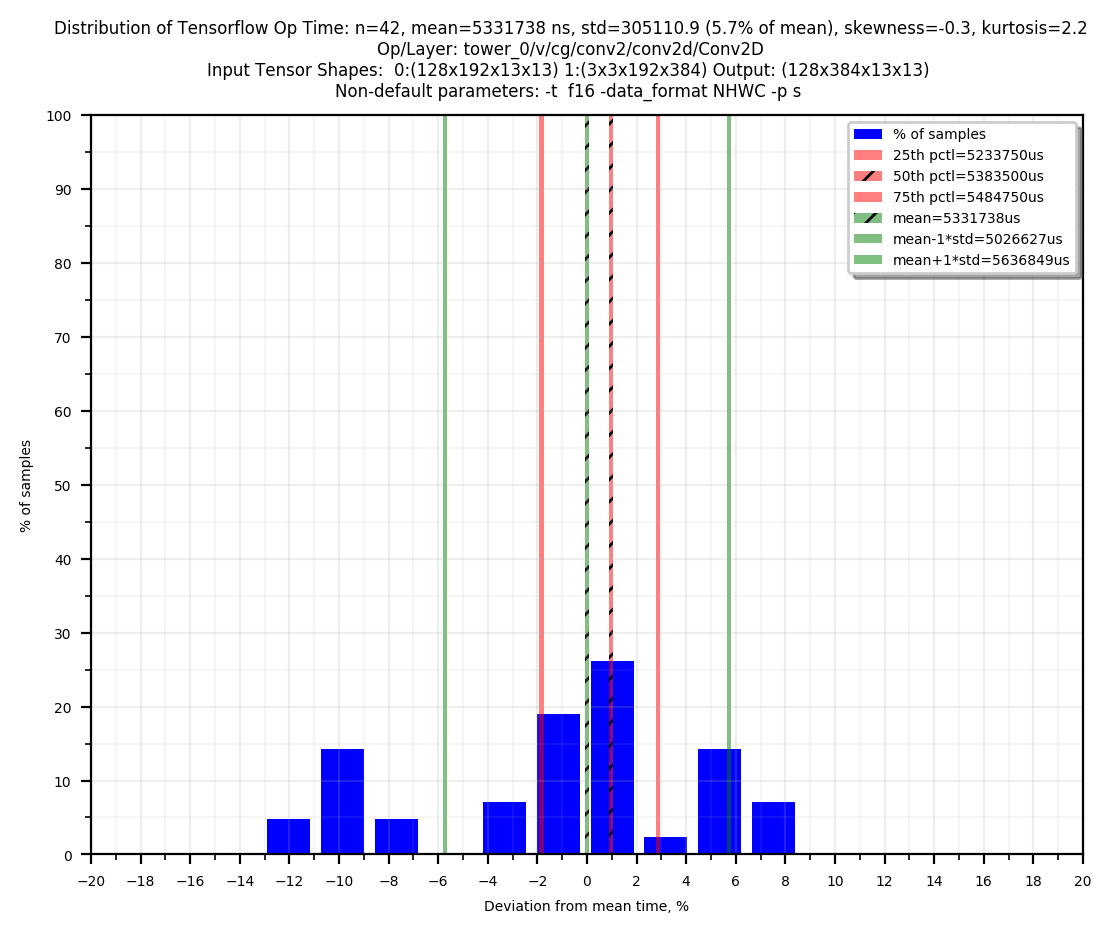 Distribution of Tensorflow Op Time: n=42, mean=5331738 ns, std=305110.9 (5.7% of mean), skewness=-0.3, kurtosis=2.2
Op/Layer: tower_0/v/cg/conv2/conv2d/Conv2D
Input Tensor Shapes:  0:(128x192x13x13) 1:(3x3x192x384) Output: (128x384x13x13)
Non-default parameters: -t  f16 -data_format NHWC -p s
% of samples
25th pctl=5233750us
50th pctl=5383500us
75th pctl=5484750us
mean=5331738us
mean-1*std=5026627us
mean+1*std=5636849us
100
90
80
70
60
50
40
30
20
10
0
% of samples
−20 −18 −16 −14 −12 −10 −8 −6 −4 −2 0 2 4 6 8 10 12 14 16 18 20
Deviation from mean time, %